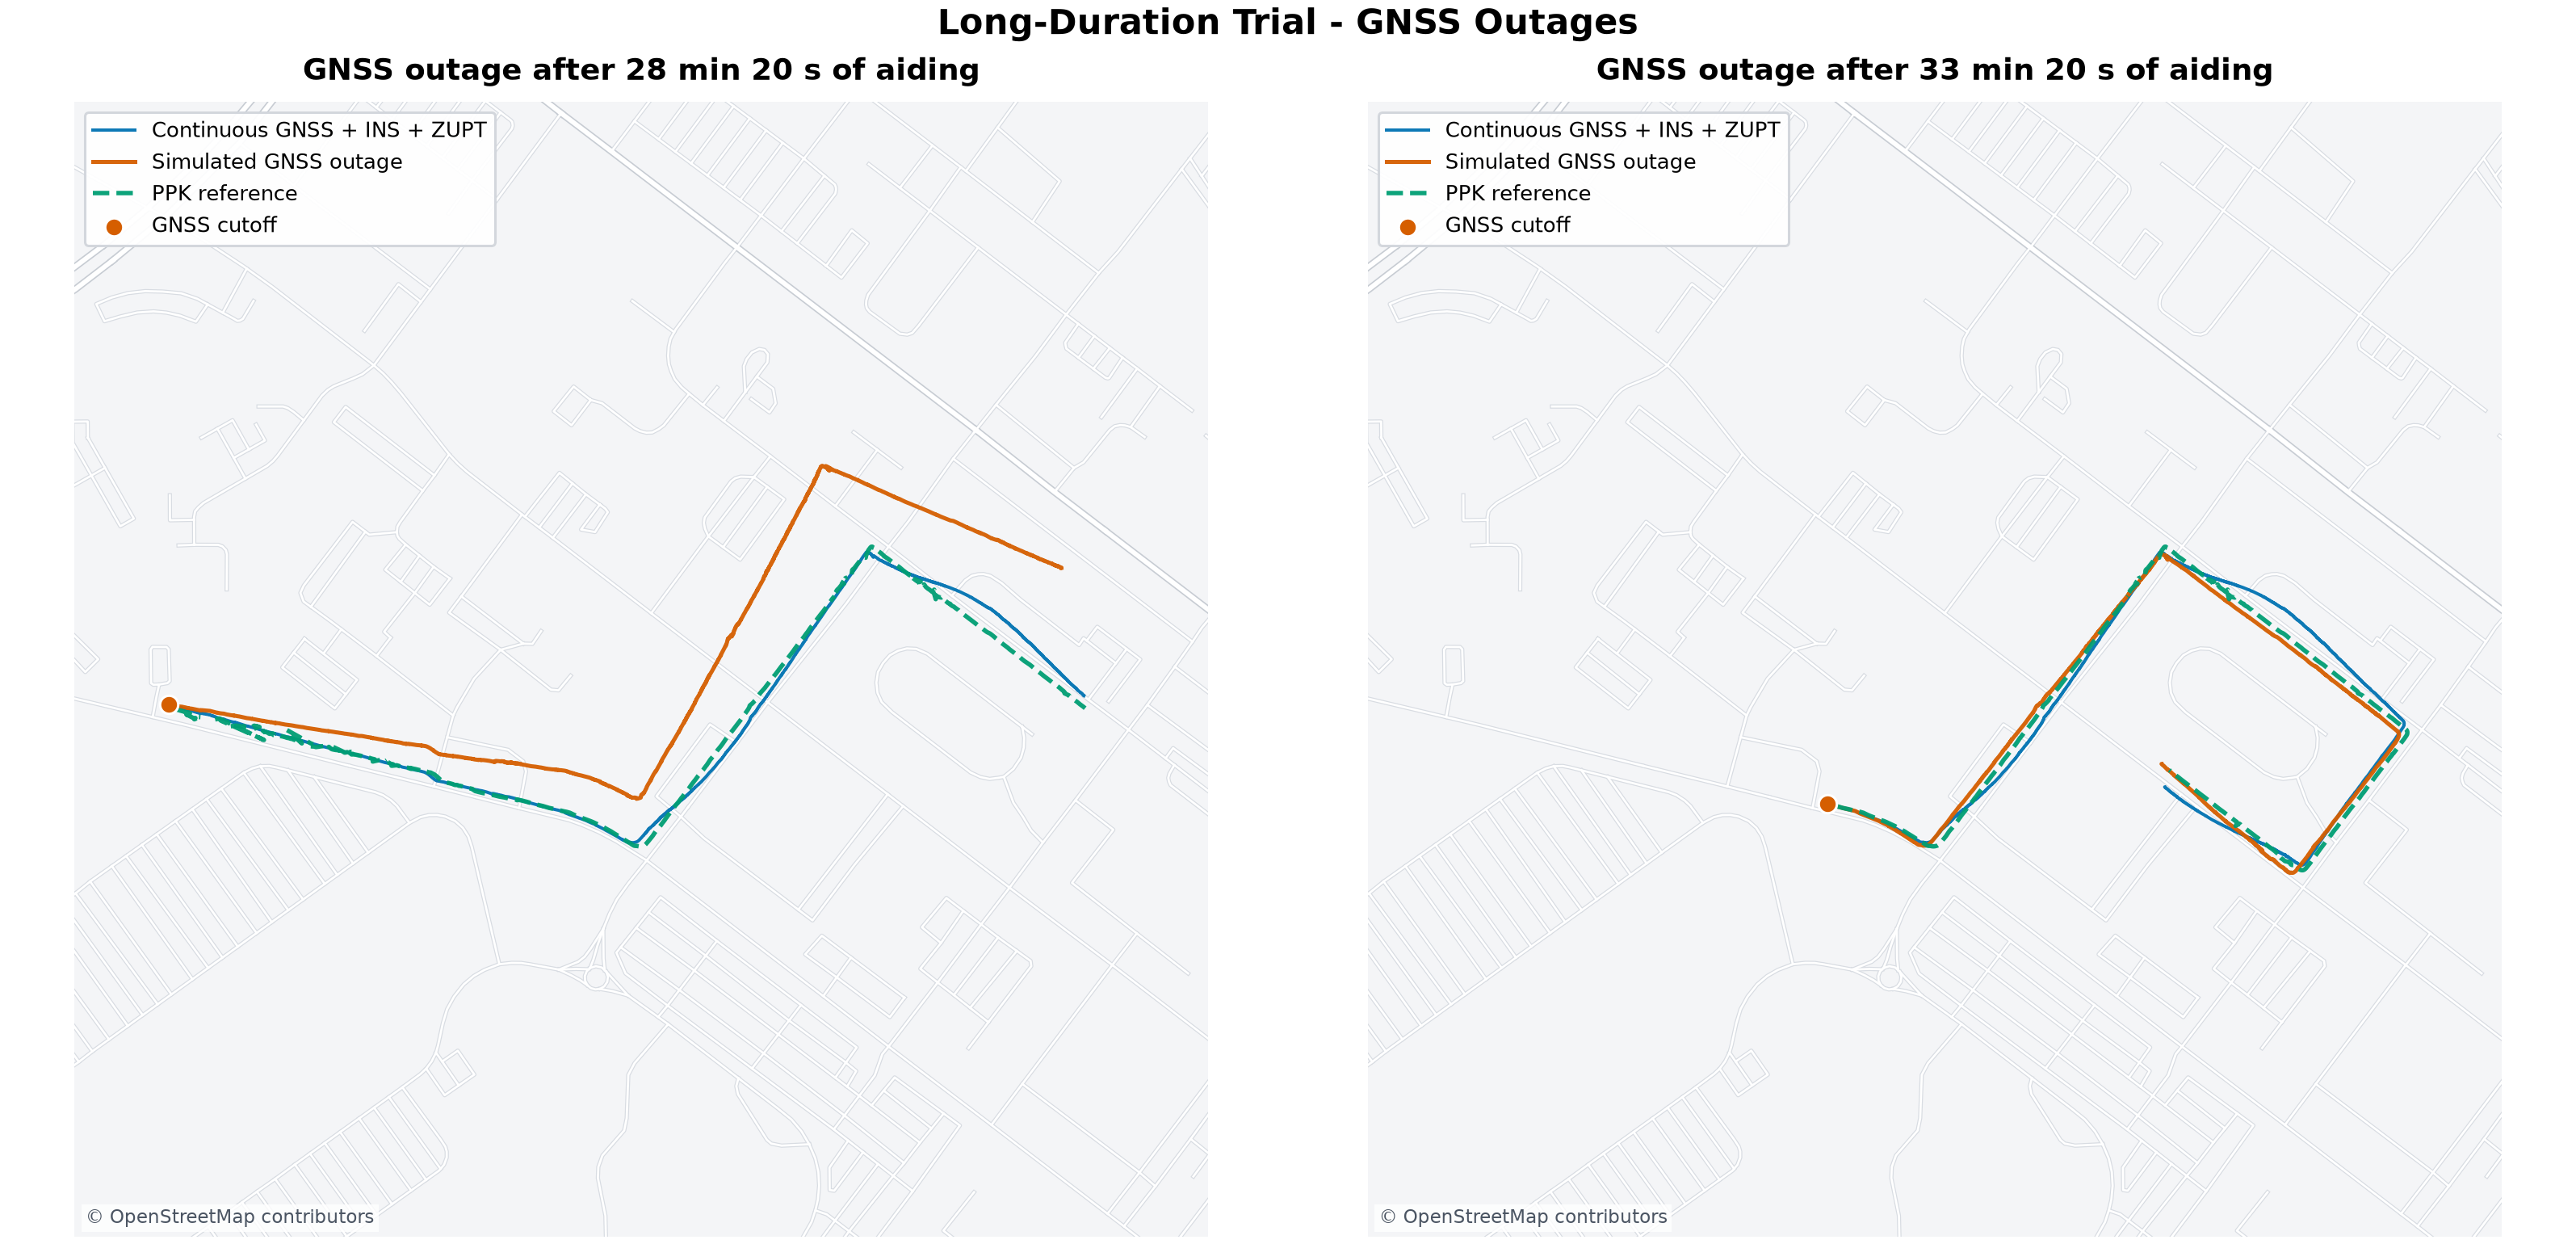 Long-Duration Trial - GNSS Outages
GNSS outage after 28 min 20 s of aiding
Continuous GNSS + INS + ZUPT
Simulated GNSS outage
PPK reference
GNSS cutoff
© OpenStreetMap contributors
GNSS outage after 33 min 20 s of aiding
Continuous GNSS + INS + ZUPT
Simulated GNSS outage
PPK reference
GNSS cutoff
© OpenStreetMap contributors